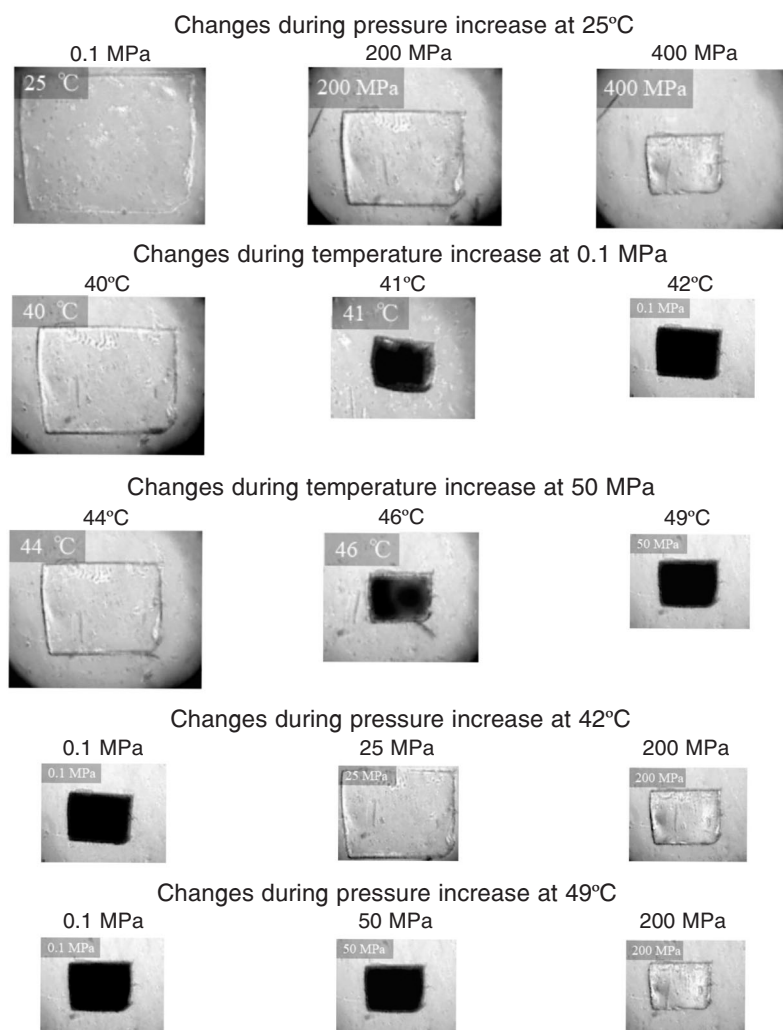 Changes during pressure increase at 25ºC
0.1 MPa 200 MPa 400 MPa
25 ℃ 200 MPa 400 MPa
Changes during temperature increase at 0.1 MPa
40ºC 41ºC 42ºC
40 ℃ 41 ℃ 0.1 MPa
Changes during temperature increase at 50 MPa
44ºC 46ºC 49ºC
44 ℃ 46 ℃ 50 MPa
Changes during pressure increase at 42ºC
0.1 MPa 25 MPa 200 MPa
0.1 MPa 25 MPa 200 MPa
Changes during pressure increase at 49ºC
0.1 MPa 50 MPa 200 MPa
0.1 MPa 50 MPa 200 MPa